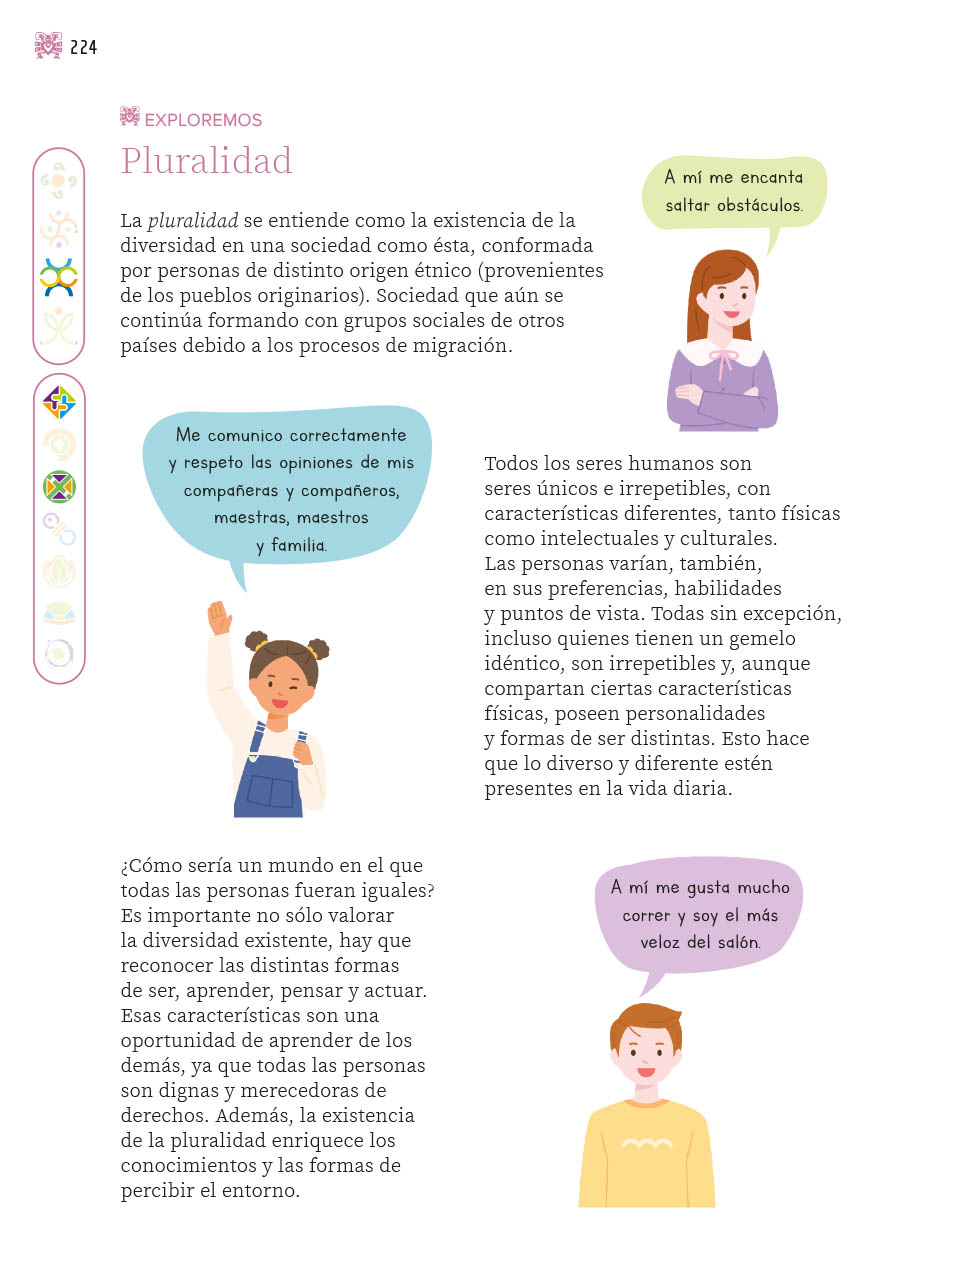 224
EXPLOREMOS
Pluralidad
La pluralidad se entiende como la existencia de la
diversidad en una sociedad como ésta, conformada
por personas de distinto origen étnico (provenientes
de los pueblos originarios). Sociedad que aún se
continúa formando con grupos sociales de otros
países debido a los procesos de migración.
A mí me encanta
saltar obstáculos.
Me comunico correctamente
y respeto las opiniones de mis
compañeras y compañeros,
maestras, maestros
y familia.
Todos los seres humanos son
seres únicos e irrepetibles, con
características diferentes, tanto físicas
como intelectuales y culturales.
Las personas varían, también,
en sus preferencias, habilidades
y puntos de vista. Todas sin excepción,
incluso quienes tienen un gemelo
idéntico, son irrepetibles y, aunque
compartan ciertas características
físicas, poseen personalidades
y formas de ser distintas. Esto hace
que lo diverso y diferente estén
presentes en la vida diaria.
¿Cómo sería un mundo en el que
todas las personas fueran iguales?
Es importante no sólo valorar
la diversidad existente, hay que
reconocer las distintas formas
de ser, aprender, pensar y actuar.
Esas características son una
oportunidad de aprender de los
demás, ya que todas las personas
son dignas y merecedoras de
derechos. Además, la existencia
de la pluralidad enriquece los
conocimientos y las formas de
percibir el entorno.
A mí me gusta mucho
correr y soy el más
veloz del salón.